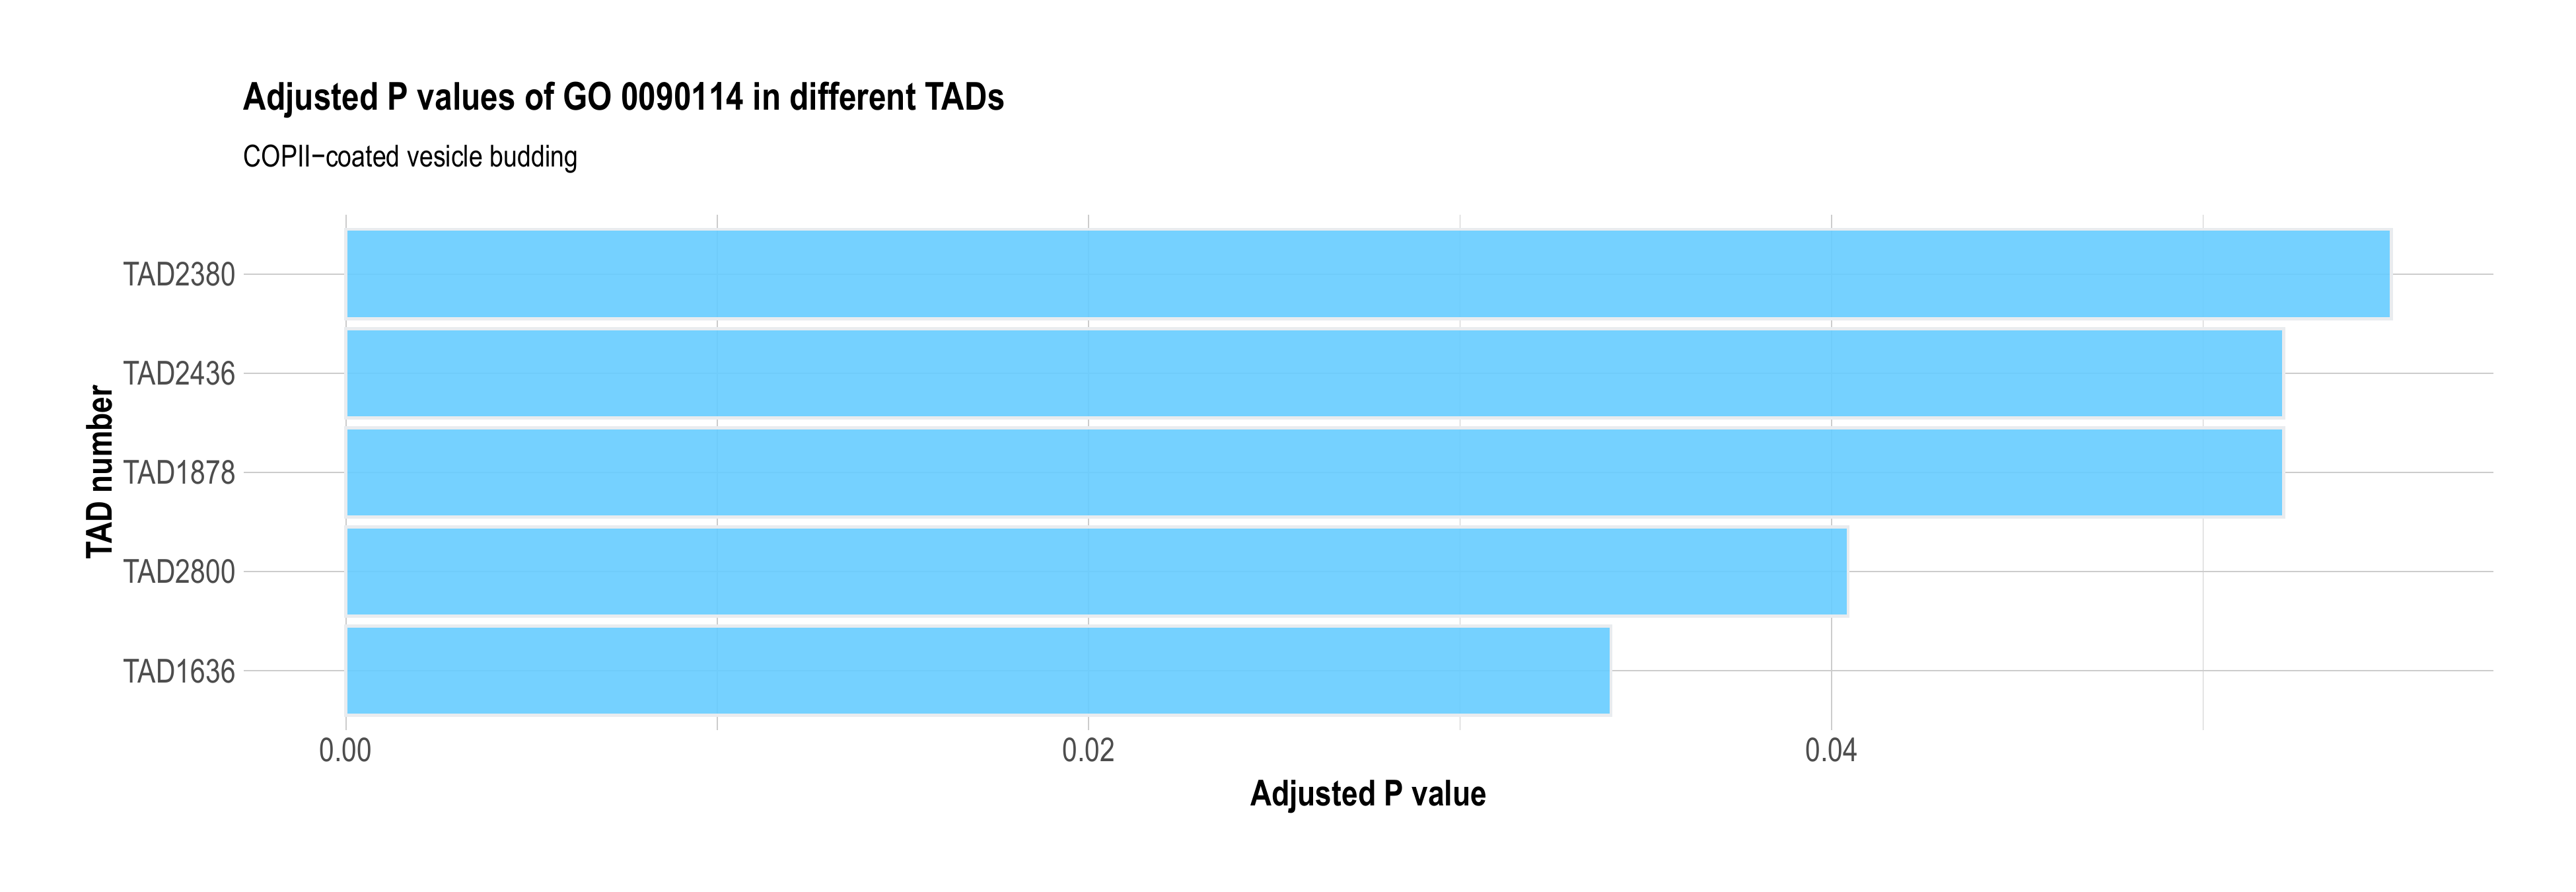 Adjusted P values of GO 0090114 in different TADs
COPII−coated vesicle budding
TAD number
TAD2380
TAD2436
TAD1878
TAD2800
TAD1636
0.00 0.02 0.04
Adjusted P value